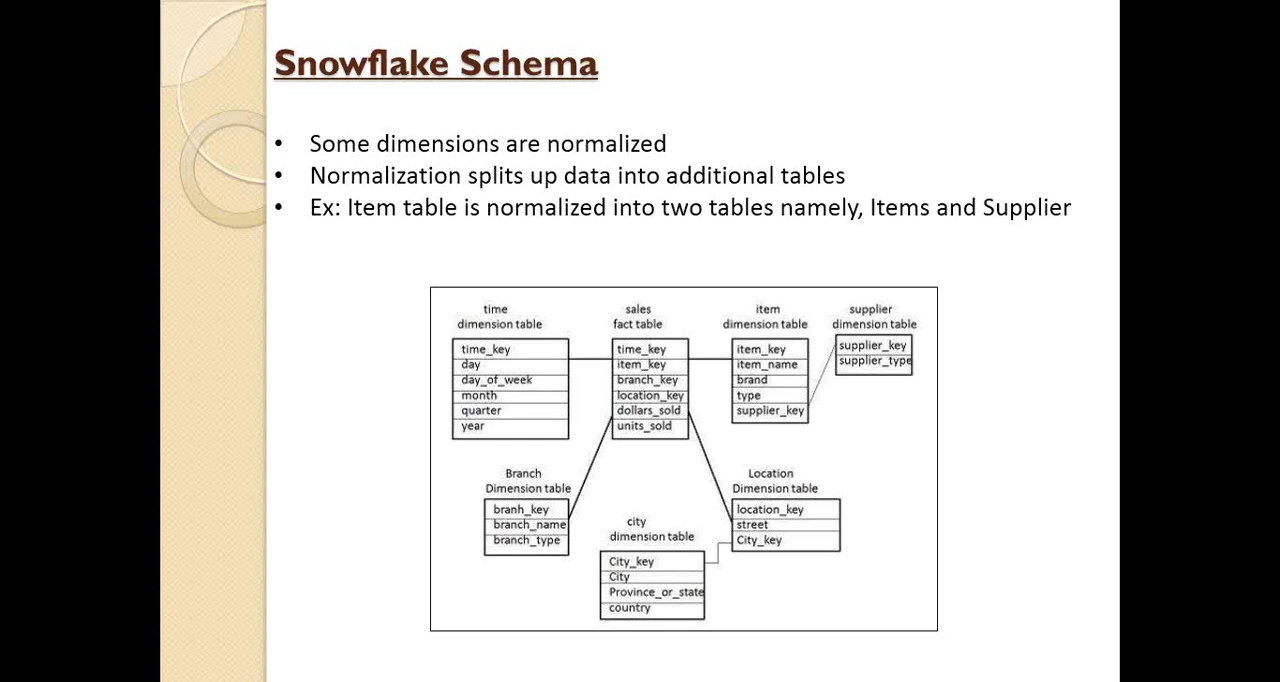 Snowflake Schema
• Some dimensions are normalized
• Normalization splits up data into additional tables
• Ex: Item table is normalized into two tables namely, Items and Supplier
time
dimension table
time_key
day
day_of_week
month
quarter
year
sales
fact table
time_key
item_key
branch_key
location_key
dollars_sold
units_sold
item
dimension table
item_key
item_name
brand
type
supplier_key
supplier
dimension table
supplier_key
supplier_type
Branch
Dimension table
branh_key
branch_name
branch_type
city
dimension table
City_key
City
Province_or_state
country
Location
Dimension table
location_key
street
City_key